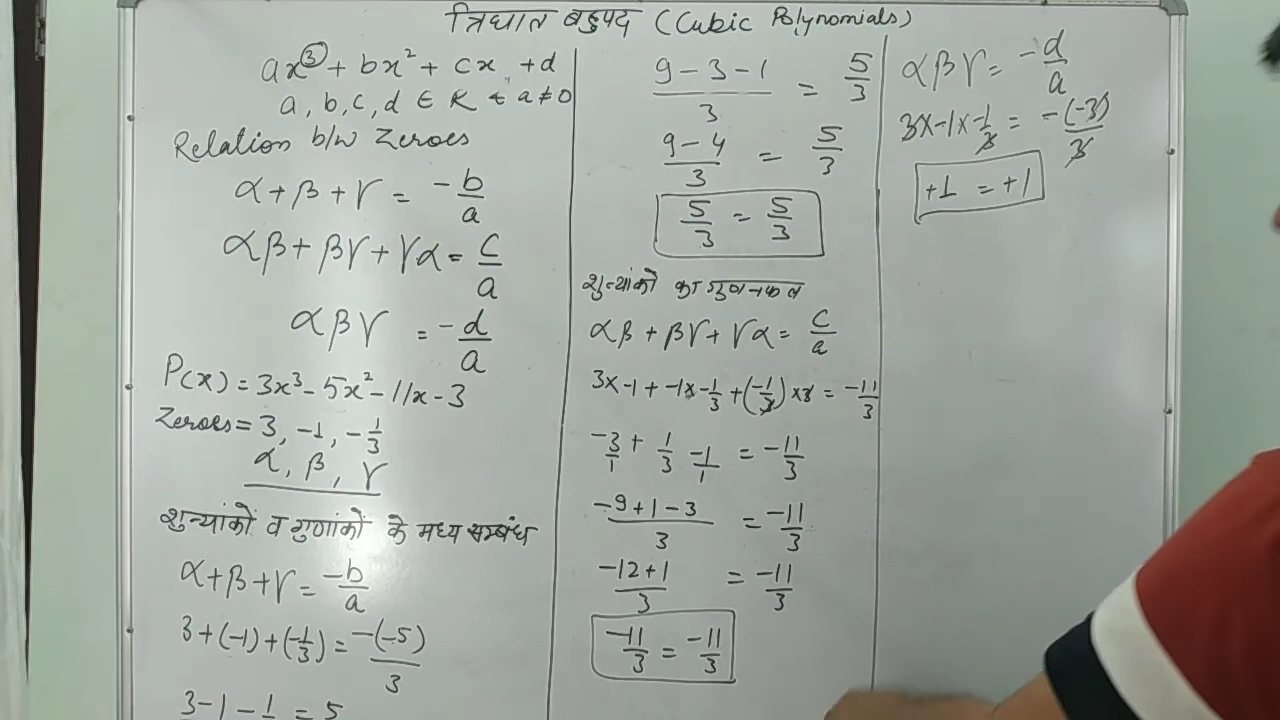 त्रिघात बहुपद (Cubic Polynomials)
ax³ + bx² + cx + d
a, b, c, d ∈ R & a ≠ 0
Relation b/w Zeroes
α + β + γ = -b/a
αβ + βγ + γα = c/a
αβγ = -d/a
P(x) = 3x³ - 5x² - 11x - 3
Zeroes = 3, -1, -1/3
α, β, γ
शुन्यांकों व गुणांकों के मध्य सम्बंध
α + β + γ = -b/a
3 + (-1) + (-1/3) = -(-5)/3
3 - 1 - 1 = 5
9 - 3 - 1/3 = 5/3
9 - 4/3 = 5/3
5/3 = 5/3
शुन्यांको का गुणनफल
αβ + βγ + γα = c/a
3x - 1 + -1x - 1/3 + (-1/3) x 3 = -11/3
-3/1 + 1/3 -1/1 = -11/3
-9 + 1 - 3/3 = -11/3
-12 + 1/3 = -11/3
-11/3 = -11/3
αβγ = -d/a
3x - 1 x -1/3 = -(-3)/3
+1 = +1